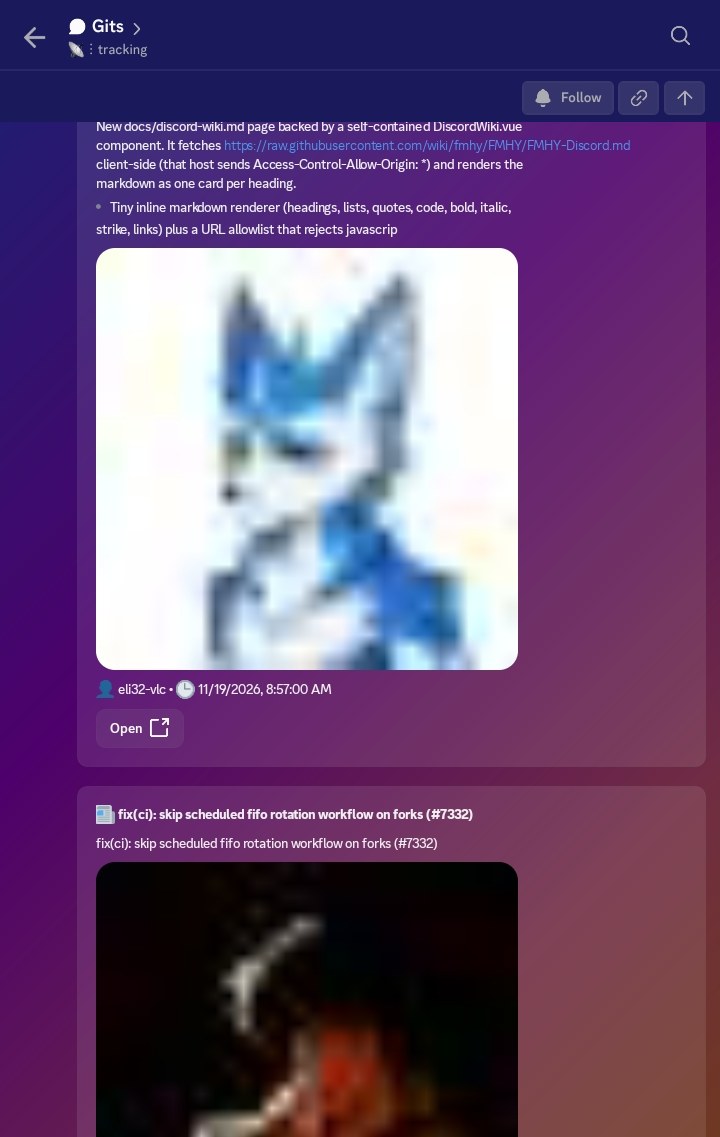 Gits
tracking
Follow
New docs/discord-wiki.md page backed by a self-contained DiscordWiki.vue
component. It fetches https://raw.githubusercontent.com/wiki/fmhy/FMHY/FMHY-Discord.md
client-side (that host sends Access-Control-Allow-Origin: *) and renders the
markdown as one card per heading.
• Tiny inline markdown renderer (headings, lists, quotes, code, bold, italic,
strike, links) plus a URL allowlist that rejects javascrip
eli32-vlc • 11/19/2026, 8:57:00 AM
Open
fix(ci): skip scheduled fifo rotation workflow on forks (#7332)
fix(ci): skip scheduled fifo rotation workflow on forks (#7332)